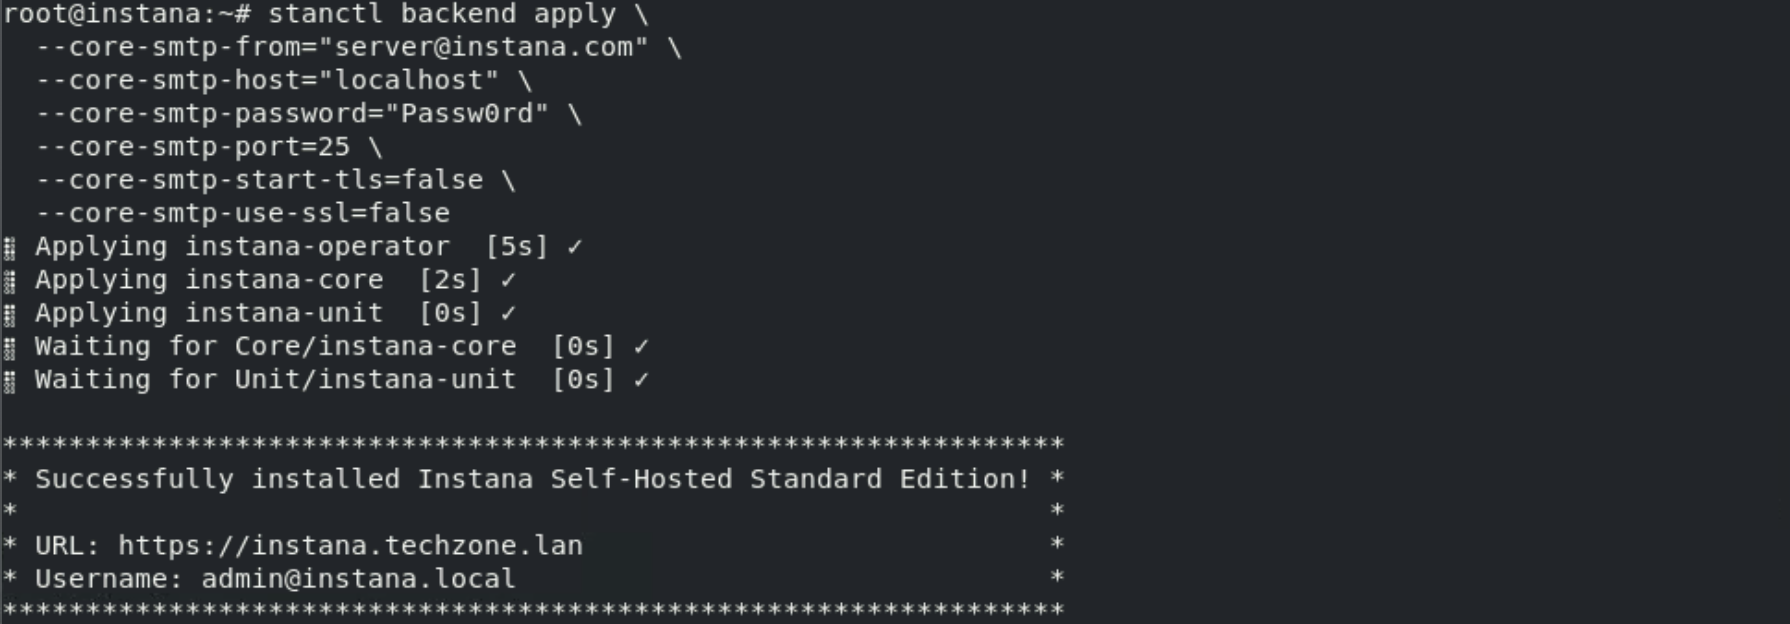 root@instana:~# stanctl backend apply \
  --core-smtp-from="server@instana.com" \
  --core-smtp-host="localhost" \
  --core-smtp-password="Passw0rd" \
  --core-smtp-port=25 \
  --core-smtp-start-tls=false \
  --core-smtp-use-ssl=false
⣿ Applying instana-operator  [5s] ✓
⣿ Applying instana-core  [2s] ✓
⣿ Applying instana-unit  [0s] ✓
⣿ Waiting for Core/instana-core  [0s] ✓
⣿ Waiting for Unit/instana-unit  [0s] ✓

****************************************************************
* Successfully installed Instana Self-Hosted Standard Edition! *
*                                                              *
* URL: https://instana.techzone.lan                            *
* Username: admin@instana.local                                *
****************************************************************